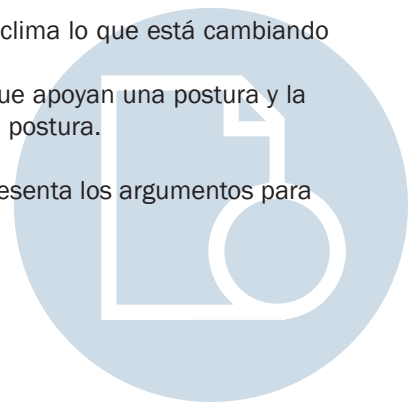 clima lo que está cambiando
ue apoyan una postura y la
postura.
esenta los argumentos para